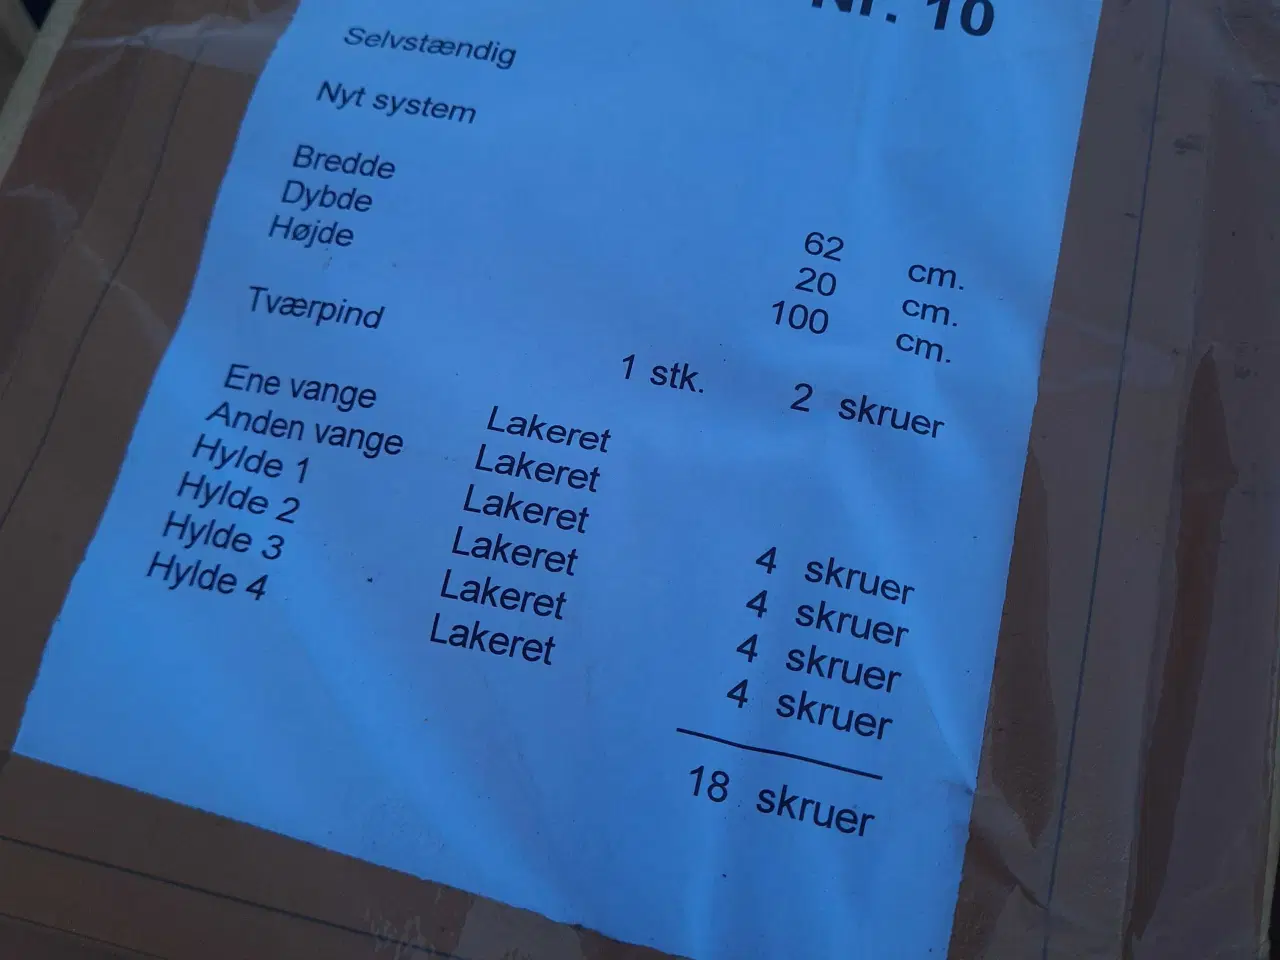 Nr. 10
Selvstændig
Nyt system
Bredde 62 cm.
Dybde 20 cm.
Højde 100 cm.
Tværpind 1 stk. 2 skruer
Ene vange Lakeret
Anden vange Lakeret
Hylde 1 Lakeret 4 skruer
Hylde 2 Lakeret 4 skruer
Hylde 3 Lakeret 4 skruer
Hylde 4 Lakeret 4 skruer
18 skruer